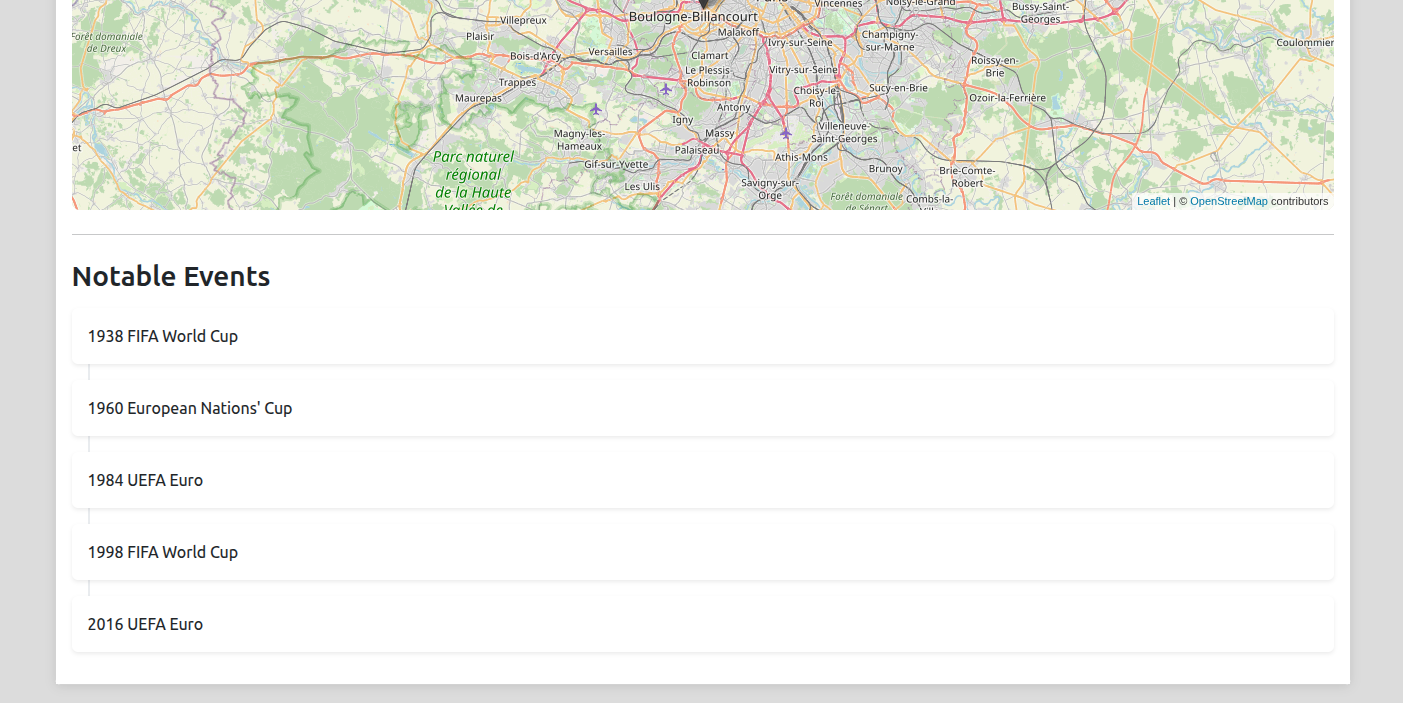 Villepreux
Boulogne-Billancourt
Vincennes
Bussy-Saint-
Georges
Forêt domaniale
de Dreux
Plaisir
Malakoff
Ivry-sur-Seine
Champigny-
sur-Marne
Coulommier
Versailles
Bois-d'Arcy
Clamart
Le Plessis
Robinson
Vitry-sur-Seine
Roissy-en-
Brie
Trappes
Maurepas
Choisy-le-
Roi
Sucy-en-Brie
Ozoir-la-Ferrière
Antony
Igny
Magny-les-
Hameaux
Massy
Villeneuve-
Saint-Georges
et
Palaiseau
Athis-Mons
Parc naturel
régional
de la Haute
Vallée de
Gif-sur-Yvette
Brunoy
Brie-Comte-
Robert
Les Ulis
Savigny-sur-
Orge
Forêt domaniale
de Sénart
Combs-la-
Leaflet | © OpenStreetMap contributors
Notable Events
1938 FIFA World Cup
1960 European Nations' Cup
1984 UEFA Euro
1998 FIFA World Cup
2016 UEFA Euro